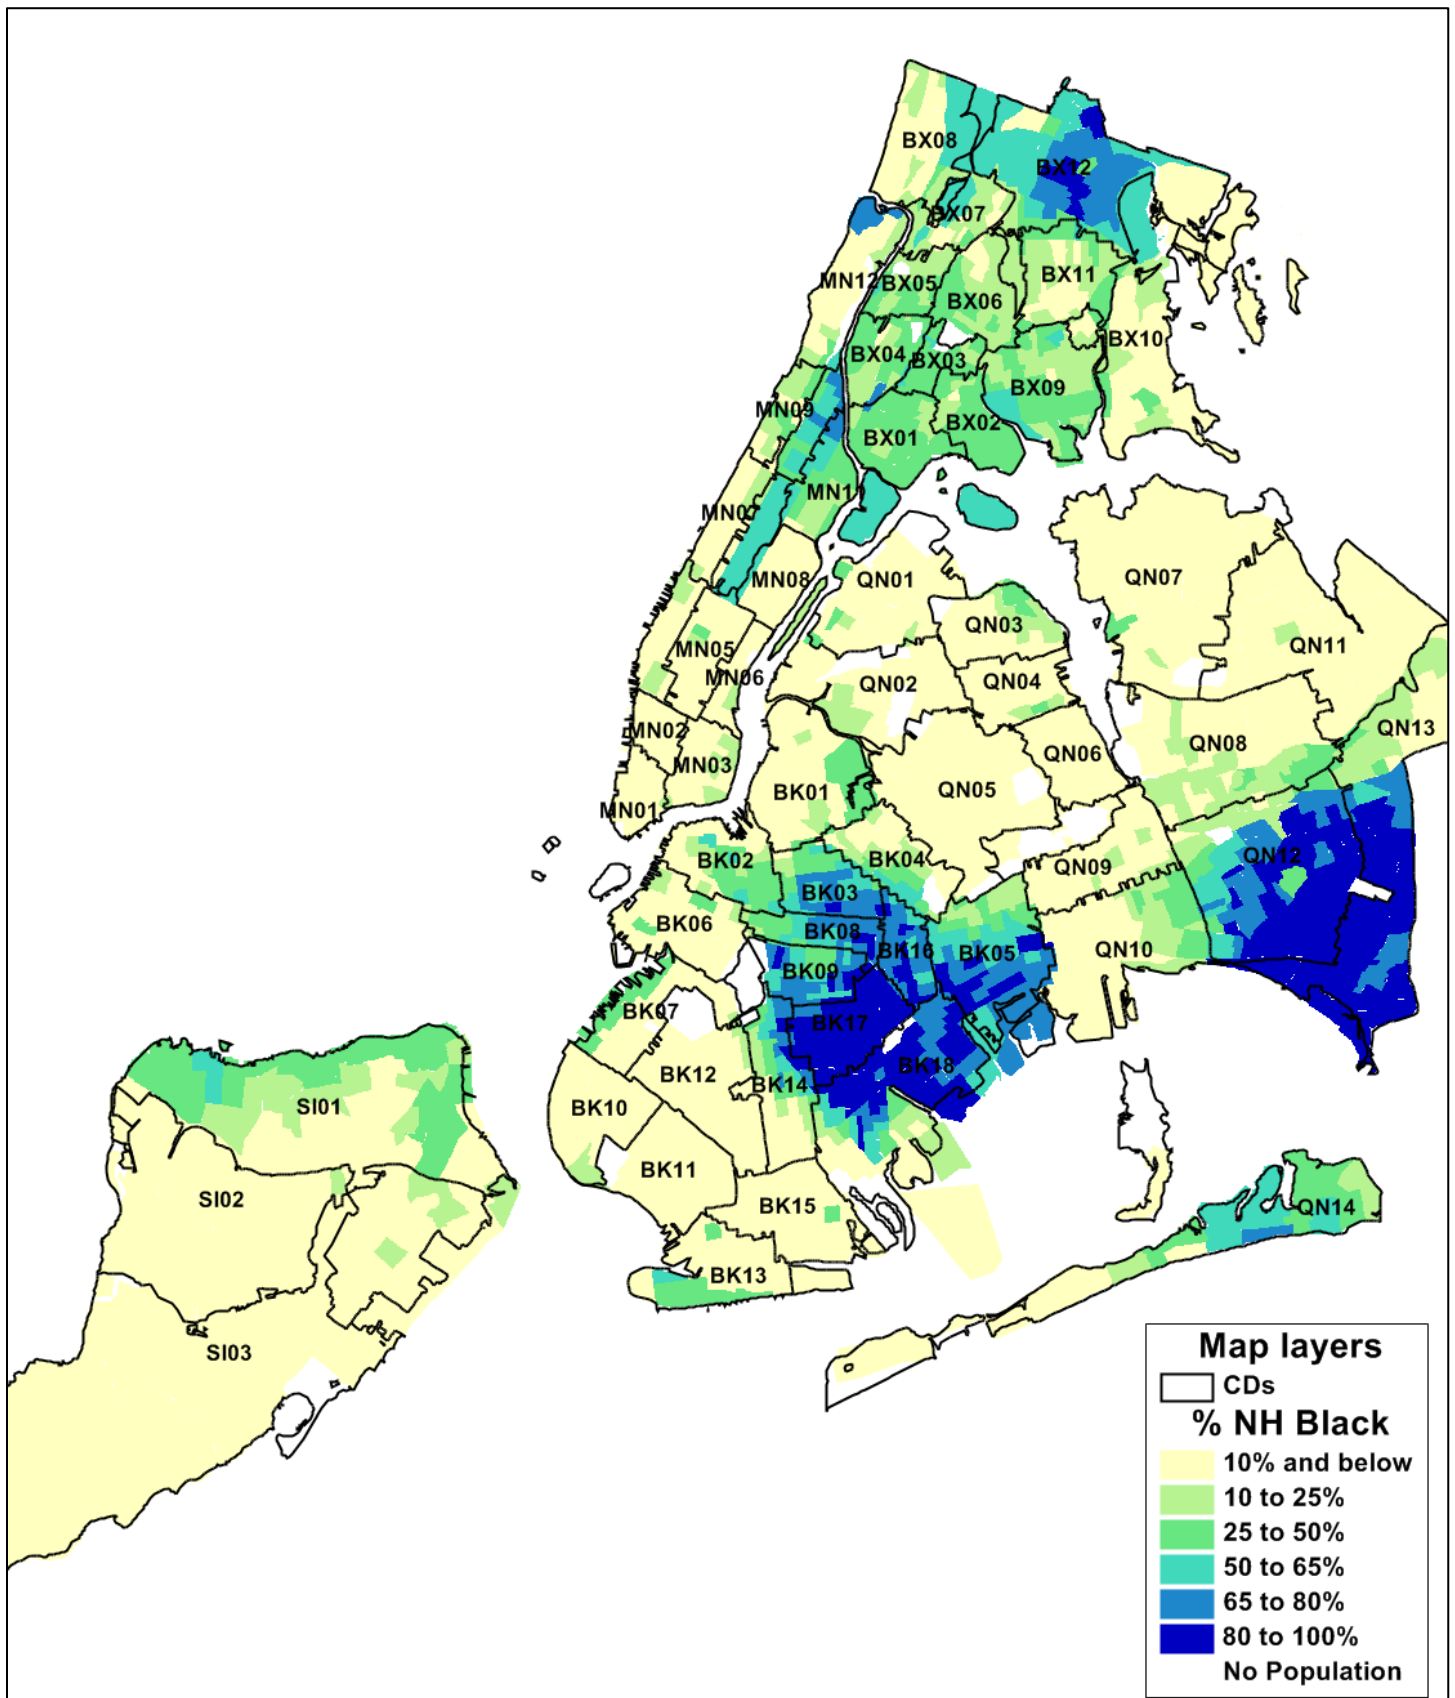 BX08
BX12
BX07
MN12
BX05
BX11
BX06
BX10
BX04
BX03
BX09
MN09
BX02
BX01
MN11
MN07
MN08
QN01
QN07
QN03
QN11
MN05
MN06
QN02
QN04
QN13
MN02
QN08
QN06
MN03
BK01
QN05
MN01
BK02
BK04
QN12
QN09
BK03
BK06
BK08
BK16
BK05
QN10
BK09
BK07
BK17
BK18
BK12
BK14
SI01
BK10
BK11
SI02
BK15
QN14
BK13
SI03
Map layers
CDs
% NH Black
10% and below
10 to 25%
25 to 50%
50 to 65%
65 to 80%
80 to 100%
No Population